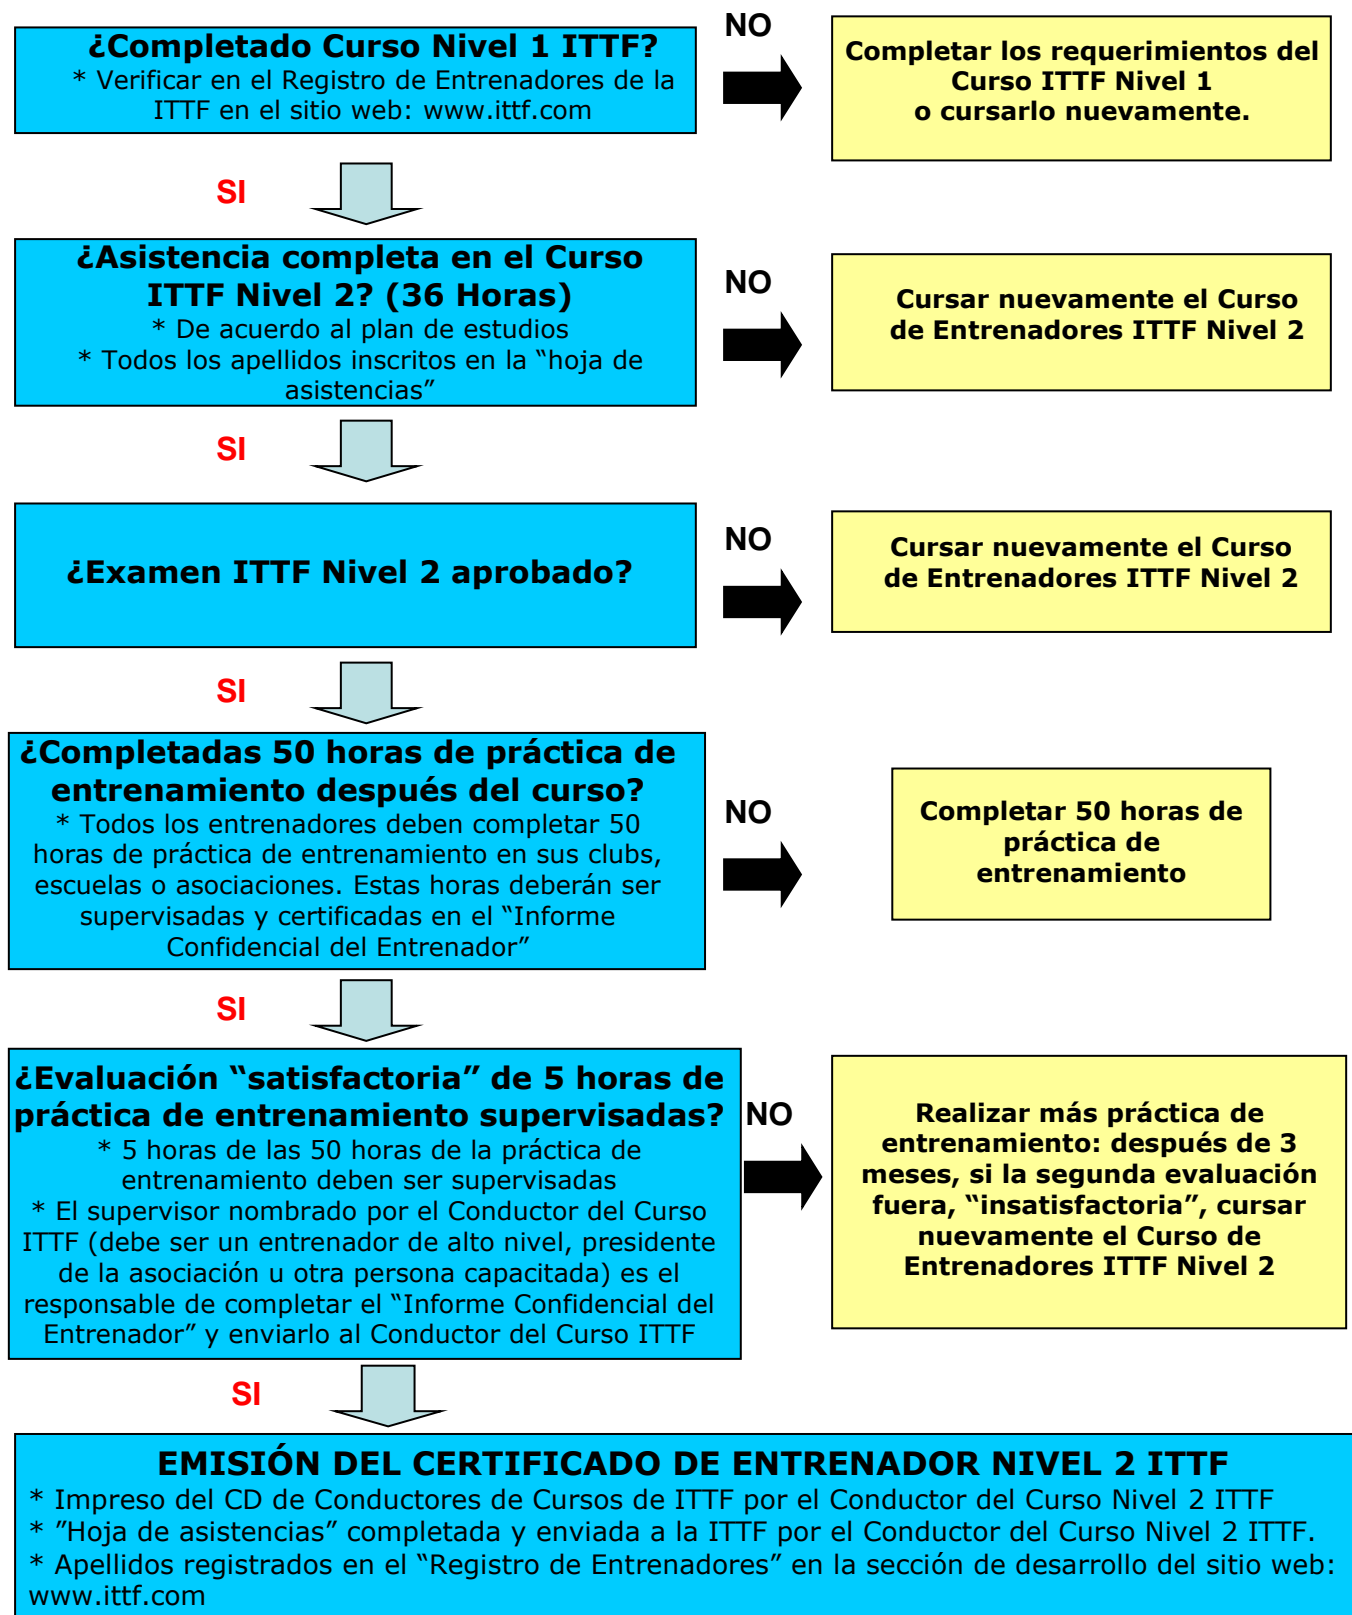 ¿Completado Curso Nivel 1 ITTF?
* Verificar en el Registro de Entrenadores de la
ITTF en el sitio web: www.ittf.com
NO
Completar los requerimientos del
Curso ITTF Nivel 1
o cursarlo nuevamente.
SI
¿Asistencia completa en el Curso
ITTF Nivel 2? (36 Horas)
* De acuerdo al plan de estudios
* Todos los apellidos inscritos en la “hoja de
asistencias”
NO
Cursar nuevamente el Curso
de Entrenadores ITTF Nivel 2
SI
¿Examen ITTF Nivel 2 aprobado?
NO
Cursar nuevamente el Curso
de Entrenadores ITTF Nivel 2
SI
¿Completadas 50 horas de práctica de
entrenamiento después del curso?
* Todos los entrenadores deben completar 50
horas de práctica de entrenamiento en sus clubs,
escuelas o asociaciones. Estas horas deberán ser
supervisadas y certificadas en el “Informe
Confidencial del Entrenador”
NO
Completar 50 horas de
práctica de
entrenamiento
SI
¿Evaluación “satisfactoria” de 5 horas de
práctica de entrenamiento supervisadas?
* 5 horas de las 50 horas de la práctica de
entrenamiento deben ser supervisadas
* El supervisor nombrado por el Conductor del Curso
ITTF (debe ser un entrenador de alto nivel, presidente
de la asociación u otra persona capacitada) es el
responsable de completar el “Informe Confidencial del
Entrenador” y enviarlo al Conductor del Curso ITTF
NO
Realizar más práctica de
entrenamiento: después de 3
meses, si la segunda evaluación
fuera, “insatisfactoria”, cursar
nuevamente el Curso de
Entrenadores ITTF Nivel 2
SI
EMISIÓN DEL CERTIFICADO DE ENTRENADOR NIVEL 2 ITTF
* Impreso del CD de Conductores de Cursos de ITTF por el Conductor del Curso Nivel 2 ITTF
* ”Hoja de asistencias” completada y enviada a la ITTF por el Conductor del Curso Nivel 2 ITTF.
* Apellidos registrados en el “Registro de Entrenadores” en la sección de desarrollo del sitio web:
www.ittf.com